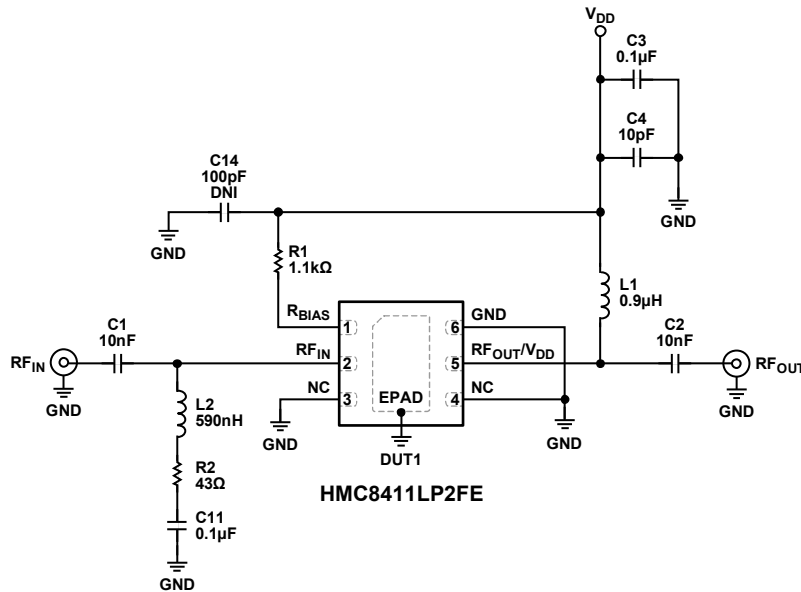 VDD
C3
0.1µF
C4
10pF
GND
C14
100pF
DNI
GND
R1
1.1kΩ
L1
0.9µH
RBIAS
1
6
GND
C1
10nF
RFIN
2
5
RFOUT/VDD
C2
10nF
RFIN
RFOUT
GND
GND
NC
3
EPAD
4
NC
L2
590nH
GND
GND
DUT1
R2
43Ω
HMC8411LP2FE
C11
0.1µF
GND